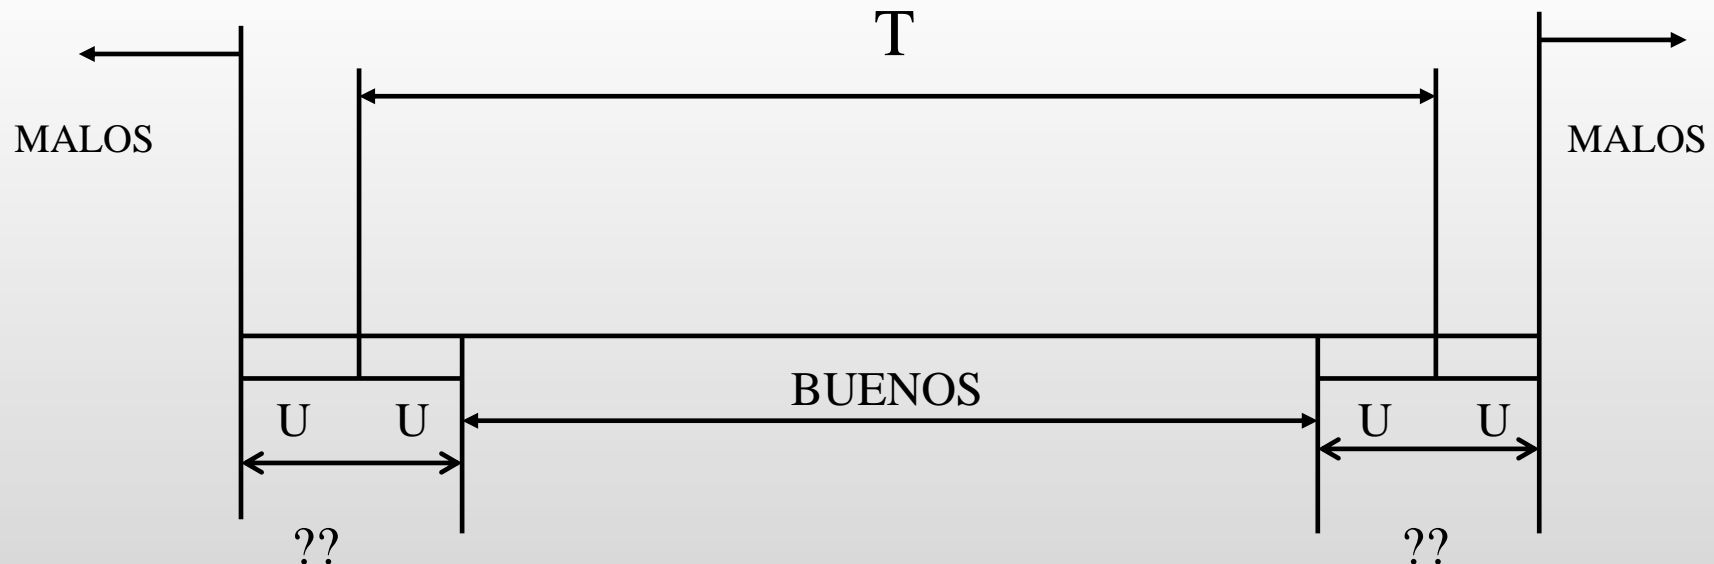 T
MALOS MALOS
BUENOS
U U U U
?? ??